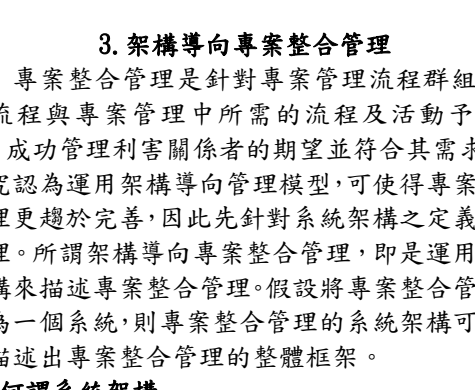 3.架構導向專案整合管理
專案整合管理是針對專案管理流程群組
流程與專案管理中所需的流程及活動予
成功管理利害關係者的期望並符合其需求
究認為運用架構導向管理模型,可使得專案
理更趨於完善,因此先針對系統架構之定義
理。所謂架構導向專案整合管理,即是運用
構來描述專案整合管理。假設將專案整合管
為一個系統,則專案整合管理的系統架構可
描述出專案整合管理的整體框架。
何謂系統架構